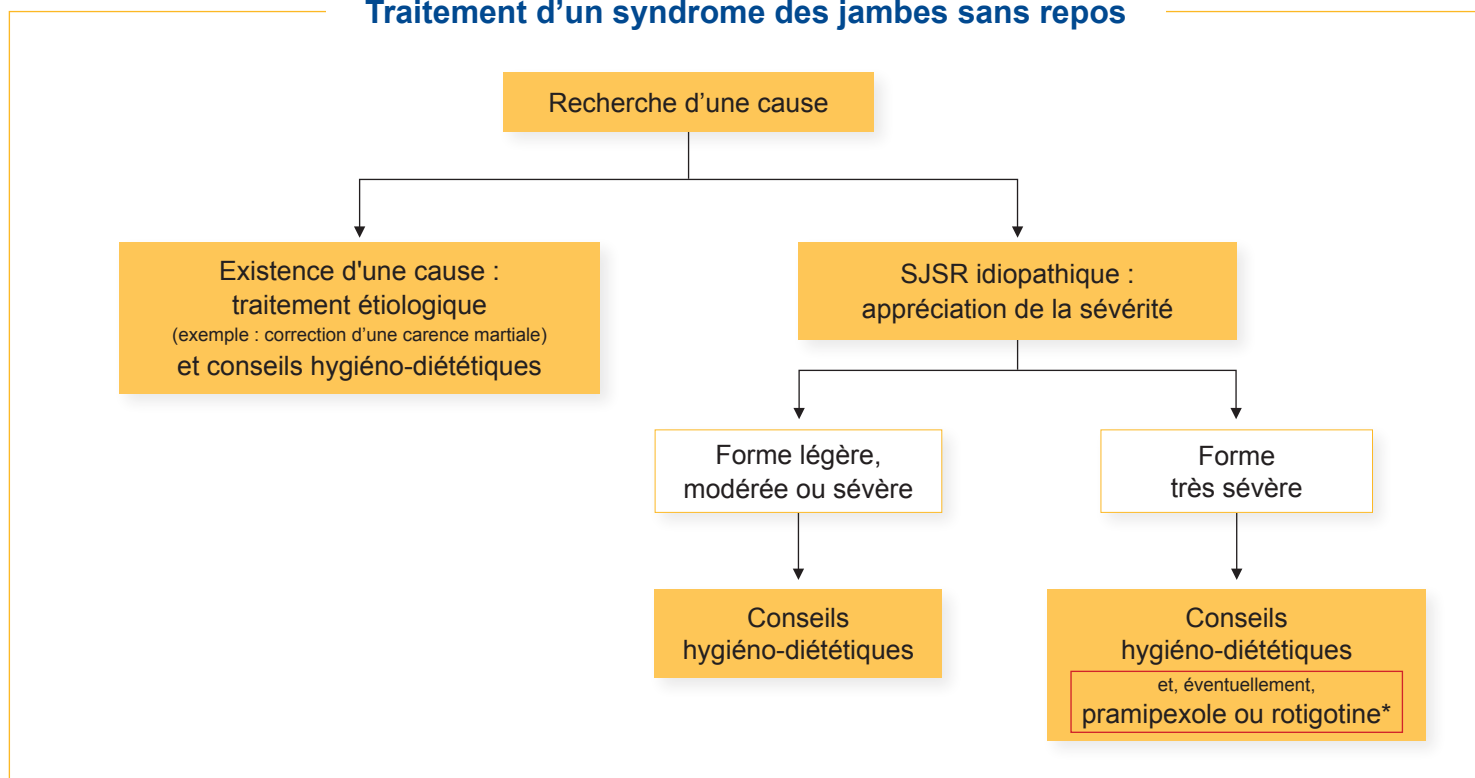 Traitement d’un syndrome des jambes sans repos
Recherche d’une cause
Existence d'une cause :
traitement étiologique
(exemple : correction d’une carence martiale)
et conseils hygiéno-diététiques
SJSR idiopathique :
appréciation de la sévérité
Forme légère,
modérée ou sévère
Forme
très sévère
Conseils
hygiéno-diététiques
Conseils
hygiéno-diététiques
et, éventuellement,
pramipexole ou rotigotine*